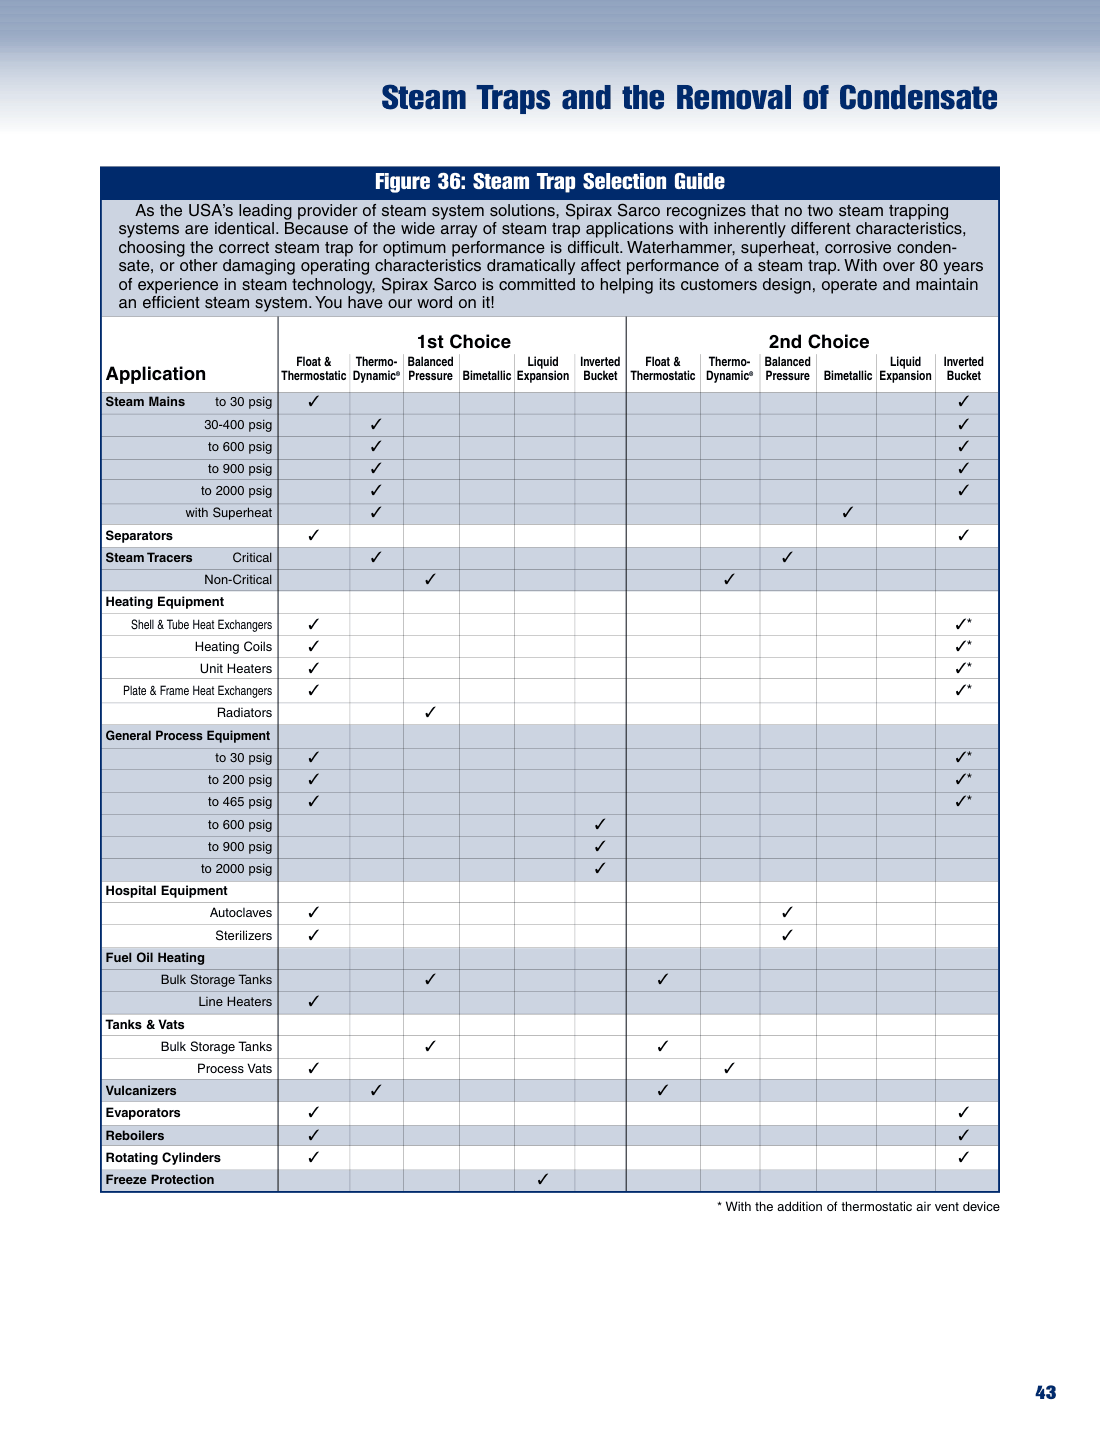 Steam Traps and the Removal of Condensate
Figure 36: Steam Trap Selection Guide
As the USA's leading provider of steam system solutions, Spirax Sarco recognizes that no two steam trapping
systems are identical. Because of the wide array of steam trap applications with inherently different characteristics,
choosing the correct steam trap for optimum performance is difficult. Waterhammer, superheat, corrosive conden-
sate, or other damaging operating characteristics dramatically affect performance of a steam trap. With over 80 years
of experience in steam technology, Spirax Sarco is committed to helping its customers design, operate and maintain
an efficient steam system. You have our word on it!
1st Choice 2nd Choice
Float & Thermo- Balanced Liquid Inverted Float & Thermo- Balanced Liquid Inverted
Application Thermostatic Dynamic® Pressure Bimetallic Expansion Bucket Thermostatic Dynamic® Pressure Bimetallic Expansion Bucket
Steam Mains to 30 psig ✓ ✓
30-400 psig ✓ ✓
to 600 psig ✓ ✓
to 900 psig ✓ ✓
to 2000 psig ✓ ✓
with Superheat ✓ ✓
Separators ✓ ✓
Steam Tracers Critical ✓ ✓
Non-Critical ✓ ✓
Heating Equipment
Shell & Tube Heat Exchangers ✓ ✓*
Heating Coils ✓ ✓*
Unit Heaters ✓ ✓*
Plate & Frame Heat Exchangers ✓ ✓*
Radiators ✓
General Process Equipment
to 30 psig ✓ ✓*
to 200 psig ✓ ✓*
to 465 psig ✓ ✓*
to 600 psig ✓
to 900 psig ✓
to 2000 psig ✓
Hospital Equipment
Autoclaves ✓ ✓
Sterilizers ✓ ✓
Fuel Oil Heating
Bulk Storage Tanks ✓ ✓
Line Heaters ✓
Tanks & Vats
Bulk Storage Tanks ✓ ✓
Process Vats ✓ ✓
Vulcanizers ✓ ✓
Evaporators ✓ ✓
Reboilers ✓ ✓
Rotating Cylinders ✓ ✓
Freeze Protection ✓
* With the addition of thermostatic air vent device
43